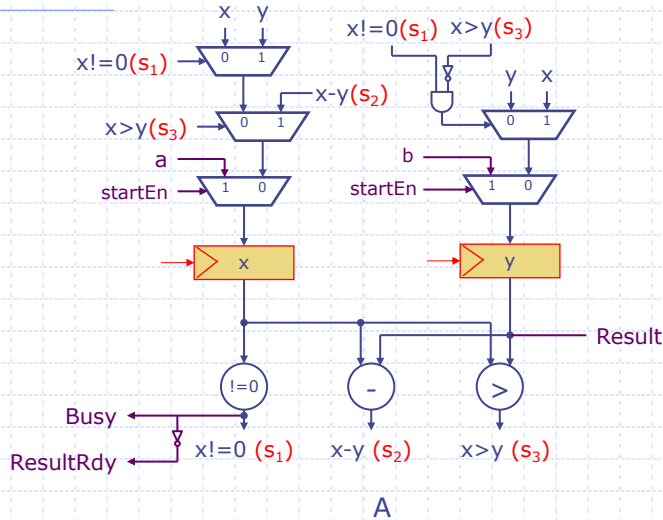 x y
0 1
x!=0(s₁)
x-y(s₂)
0 1
x>y(s₃)
a
1 0
startEn
x
x!=0(s₁) x>y(s₃)
y x
0 1
b
1 0
startEn
y
Result
!=0
-
>
Busy
ResultRdy
x!=0 (s₁) x-y (s₂) x>y (s₃)
A